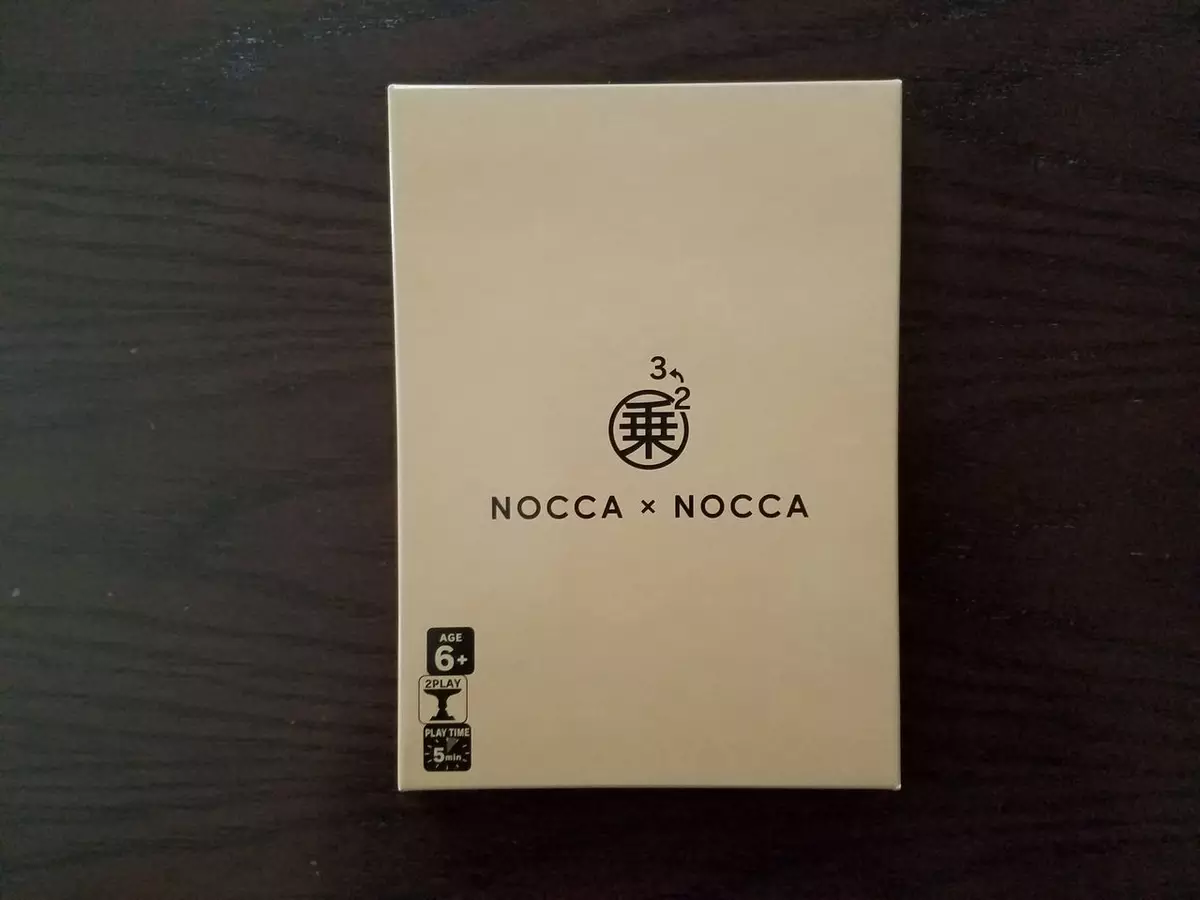 3
2
乗
NOCCA × NOCCA
AGE
6+
2PLAY
PLAY TIME
5min